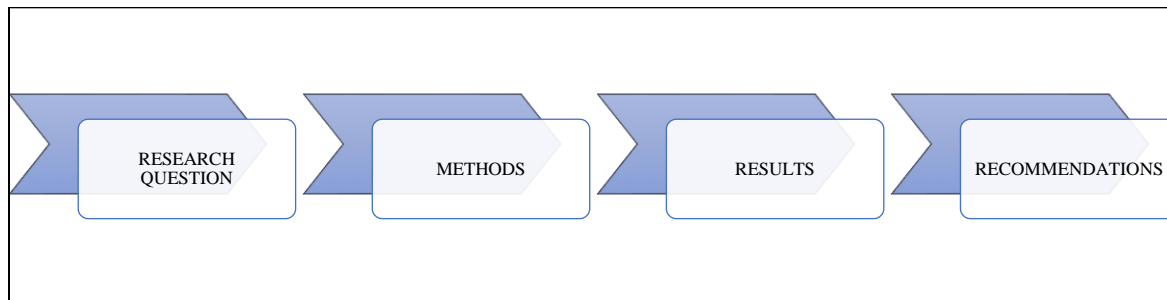 RESEARCH
QUESTION
METHODS
RESULTS
RECOMMENDATIONS